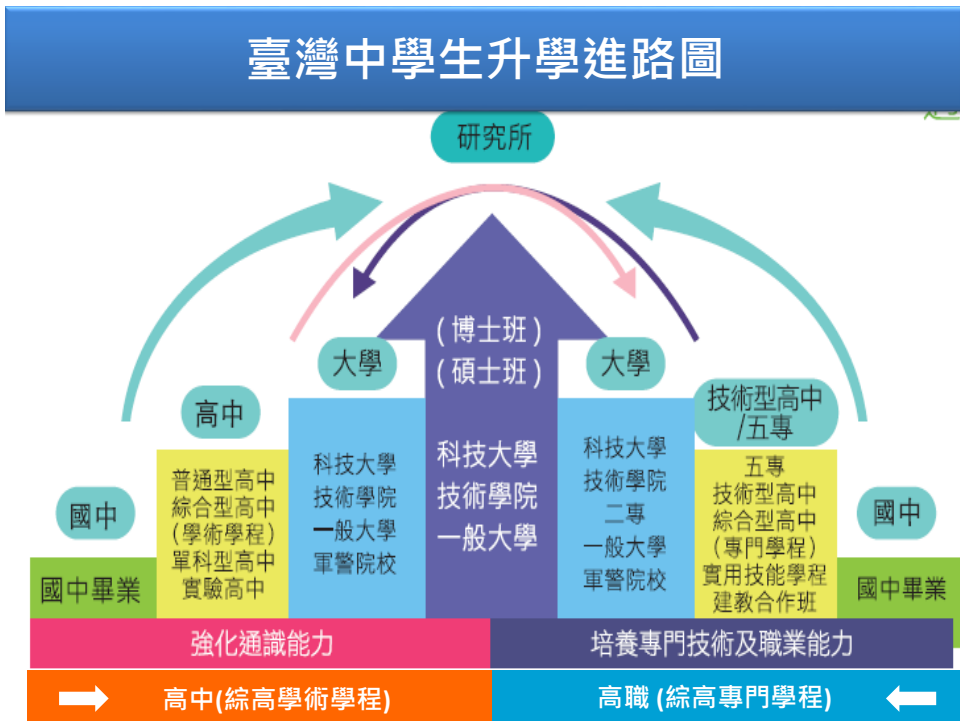 臺灣中學生升學進路圖
研究所
(博士班)
(碩士班)
科技大學
技術學院
一般大學
大學
科技大學
技術學院
一般大學
軍警院校
高中
普通型高中
綜合型高中
(學術學程)
單科型高中
實驗高中
國中
國中畢業
大學
科技大學
技術學院
二專
一般大學
軍警院校
技術型高中
/五專
五專
技術型高中
綜合型高中
(專門學程)
實用技能學程
建教合作班
國中
國中畢業
強化通識能力
培養專門技術及職業能力
高中(綜高學術學程)
高職 (綜高專門學程)